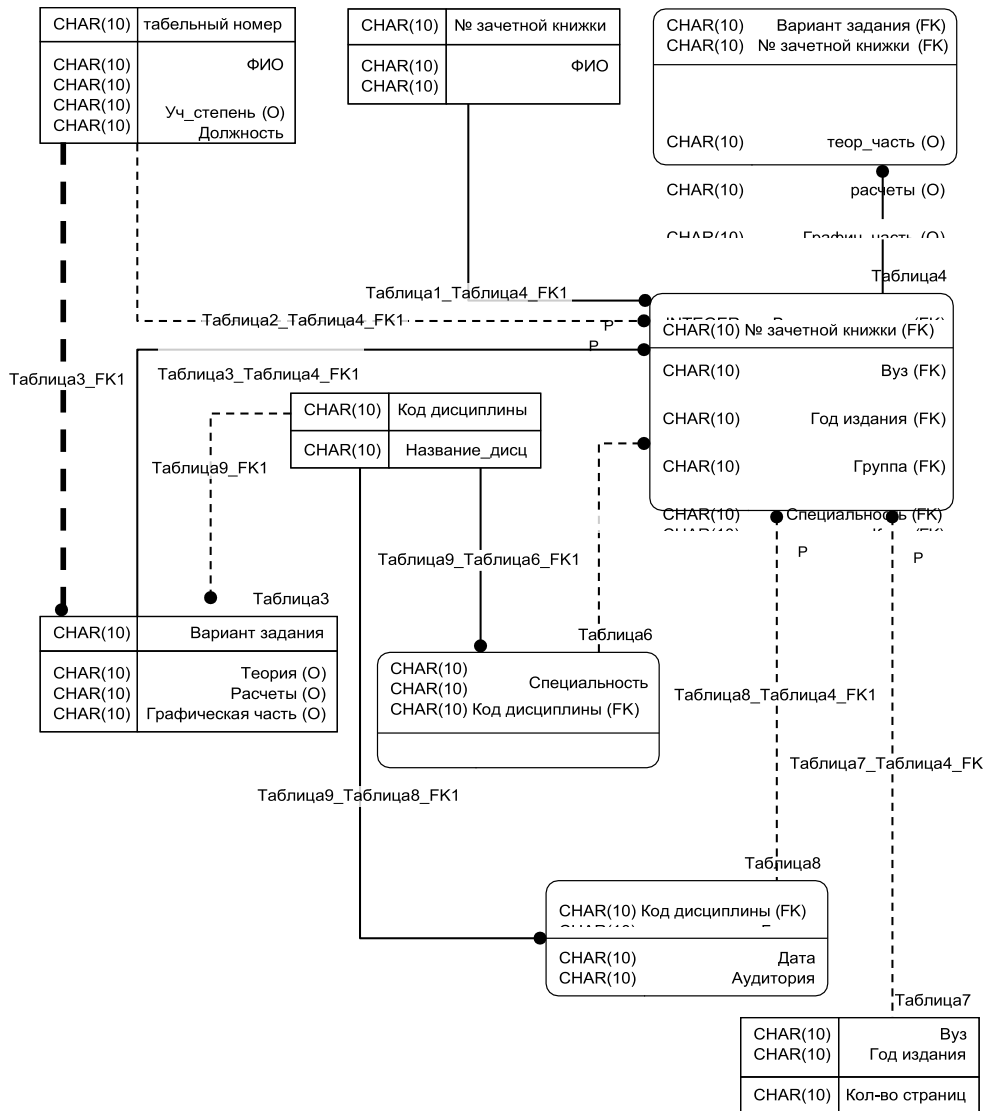 CHAR(10) табельный номер
CHAR(10) ФИО
CHAR(10)
CHAR(10) Уч_степень (O)
CHAR(10) Должность
CHAR(10) № зачетной книжки
CHAR(10) ФИО
CHAR(10)
CHAR(10) Вариант задания (FK)
CHAR(10) № зачетной книжки (FK)
CHAR(10) теор_часть (O)
CHAR(10) расчеты (O)
CHAR(10) Графич_часть (O)
Таблица4
Таблица1_Таблица4_FK1
Таблица2_Таблица4_FK1
P
P
CHAR(10) № зачетной книжки (FK)
CHAR(10) Вуз (FK)
CHAR(10) Год издания (FK)
CHAR(10) Группа (FK)
CHAR(10) Специальность (FK)
P
P
Таблица3_FK1
Таблица3_Таблица4_FK1
CHAR(10) Код дисциплины
CHAR(10) Название_дисц
Таблица9_FK1
Таблица9_Таблица6_FK1
Таблица3
CHAR(10) Вариант задания
CHAR(10) Теория (O)
CHAR(10) Расчеты (O)
CHAR(10) Графическая часть (O)
Таблица6
CHAR(10)
CHAR(10) Специальность
CHAR(10) Код дисциплины (FK)
Таблица8_Таблица4_FK1
Таблица7_Таблица4_FK
Таблица9_Таблица8_FK1
Таблица8
CHAR(10) Код дисциплины (FK)
CHAR(10) Дата
CHAR(10) Аудитория
Таблица7
CHAR(10) Вуз
CHAR(10) Год издания
CHAR(10) Кол-во страниц